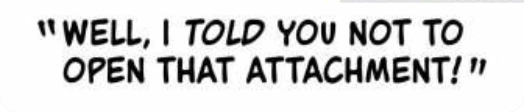 "WELL, I TOLD YOU NOT TO
OPEN THAT ATTACHMENT!"